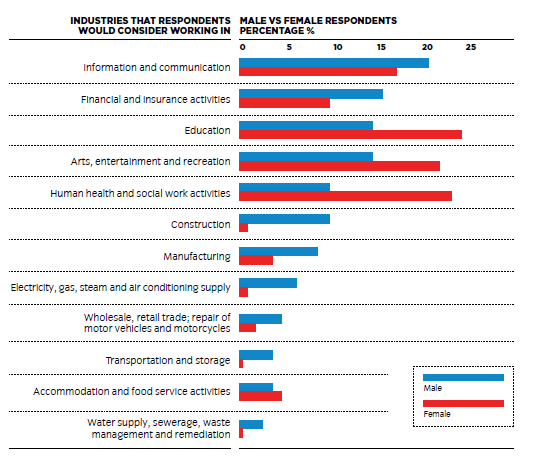 INDUSTRIES THAT RESPONDENTS
WOULD CONSIDER WORKING IN
MALE VS FEMALE RESPONDENTS
PERCENTAGE %
0 5 10 15 20 25
Information and communication
Financial and insurance activities
Education
Arts, entertainment and recreation
Human health and social work activities
Construction
Manufacturing
Electricity, gas, steam and air conditioning supply
Wholesale, retail trade; repair of
motor vehicles and motorcycles
Transportation and storage
Accommodation and food service activities
Water supply, sewerage, waste
management and remediation
Male
Female